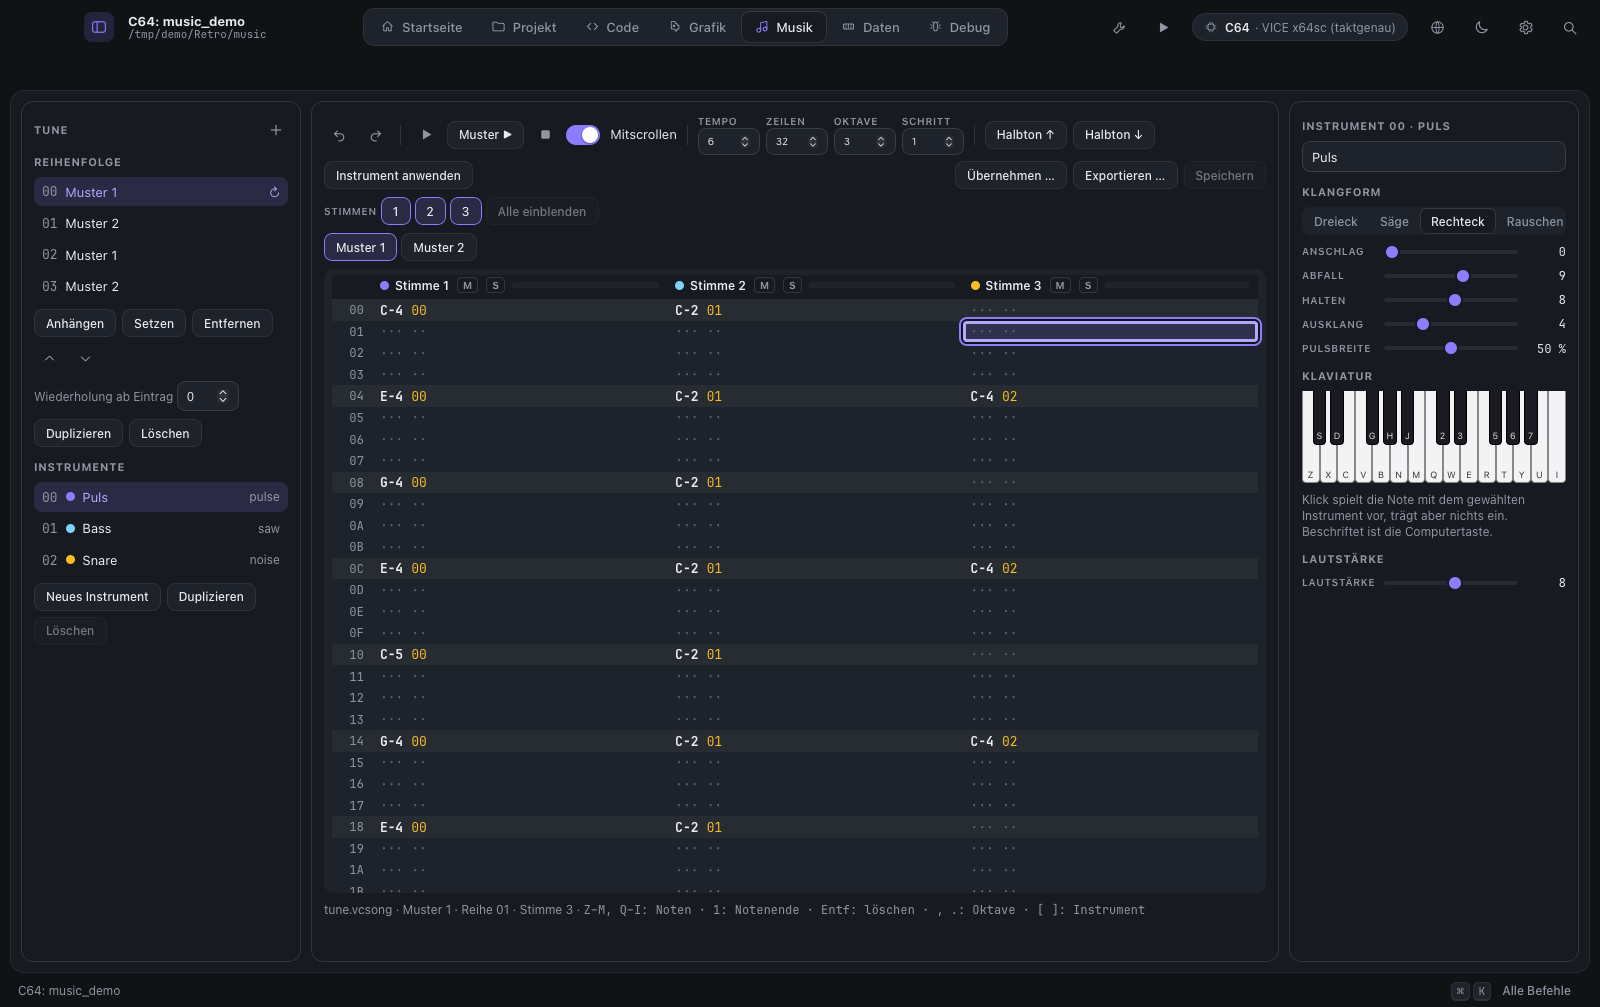 C64: music_demo
/tmp/demo/Retro/music
Startseite
Projekt
Code
Grafik
Musik
Daten
Debug
C64 · VICE x64sc (taktgenau)
TUNE
REIHENFOLGE
00 Muster 1
01 Muster 2
02 Muster 1
03 Muster 2
Anhängen Setzen Entfernen
Wiederholung ab Eintrag 0
Duplizieren Löschen
INSTRUMENTE
00 Puls pulse
01 Bass saw
02 Snare noise
Neues Instrument Duplizieren
Löschen
Muster
Mitscrollen
TEMPO 6
ZEILEN 32
OKTAVE 3
SCHRITT 1
Halbton ↑ Halbton ↓
Instrument anwenden Übernehmen ... Exportieren ... Speichern
STIMMEN 1 2 3 Alle einblenden
Muster 1 Muster 2
Stimme 1 M S Stimme 2 M S Stimme 3 M S
00 C-4 00 C-2 01 ··· ··
01 ··· ·· ··· ·· ··· ··
02 ··· ·· ··· ·· ··· ··
03 ··· ·· ··· ·· ··· ··
04 E-4 00 C-2 01 C-4 02
05 ··· ·· ··· ·· ··· ··
06 ··· ·· ··· ·· ··· ··
07 ··· ·· ··· ·· ··· ··
08 G-4 00 C-2 01 ··· ··
09 ··· ·· ··· ·· ··· ··
0A ··· ·· ··· ·· ··· ··
0B ··· ·· ··· ·· ··· ··
0C E-4 00 C-2 01 C-4 02
0D ··· ·· ··· ·· ··· ··
0E ··· ·· ··· ·· ··· ··
0F ··· ·· ··· ·· ··· ··
10 C-5 00 C-2 01 ··· ··
11 ··· ·· ··· ·· ··· ··
12 ··· ·· ··· ·· ··· ··
13 ··· ·· ··· ·· ··· ··
14 G-4 00 C-2 01 C-4 02
15 ··· ·· ··· ·· ··· ··
16 ··· ·· ··· ·· ··· ··
17 ··· ·· ··· ·· ··· ··
18 E-4 00 C-2 01 ··· ··
19 ··· ·· ··· ·· ··· ··
1A ··· ·· ··· ·· ··· ··
1B ··· ·· ··· ·· ··· ··
tune.vcsong · Muster 1 · Reihe 01 · Stimme 3 · Z–M, Q–I: Noten · 1: Notenende · Entf: löschen · , .: Oktave · [ ]: Instrument
INSTRUMENT 00 · PULS
Puls
KLANGFORM
Dreieck Säge Rechteck Rauschen
ANSCHLAG 0
ABFALL 9
HALTEN 8
AUSKLANG 4
PULSBREITE 50 %
KLAVIATUR
S D G H J 2 3 5 6 7
Z X C V B N M Q W E R T Y U I
Klick spielt die Note mit dem gewählten
Instrument vor, trägt aber nichts ein.
Beschriftet ist die Computertaste.
LAUTSTÄRKE
LAUTSTÄRKE 8
C64: music_demo
⌘ K Alle Befehle